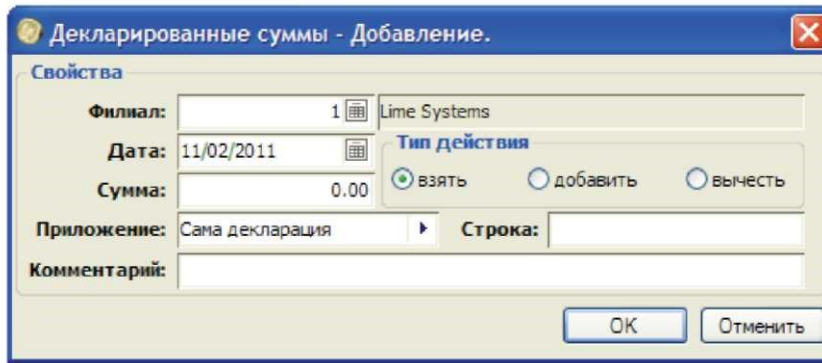 Декларированные суммы - Добавление.
Свойства
Филиал: 1 Lime Systems
Дата: 11/02/2011 Тип действия
Сумма: 0.00 взять добавить вычесть
Приложение: Сама декларация Строка:
Комментарий:
OK Отменить